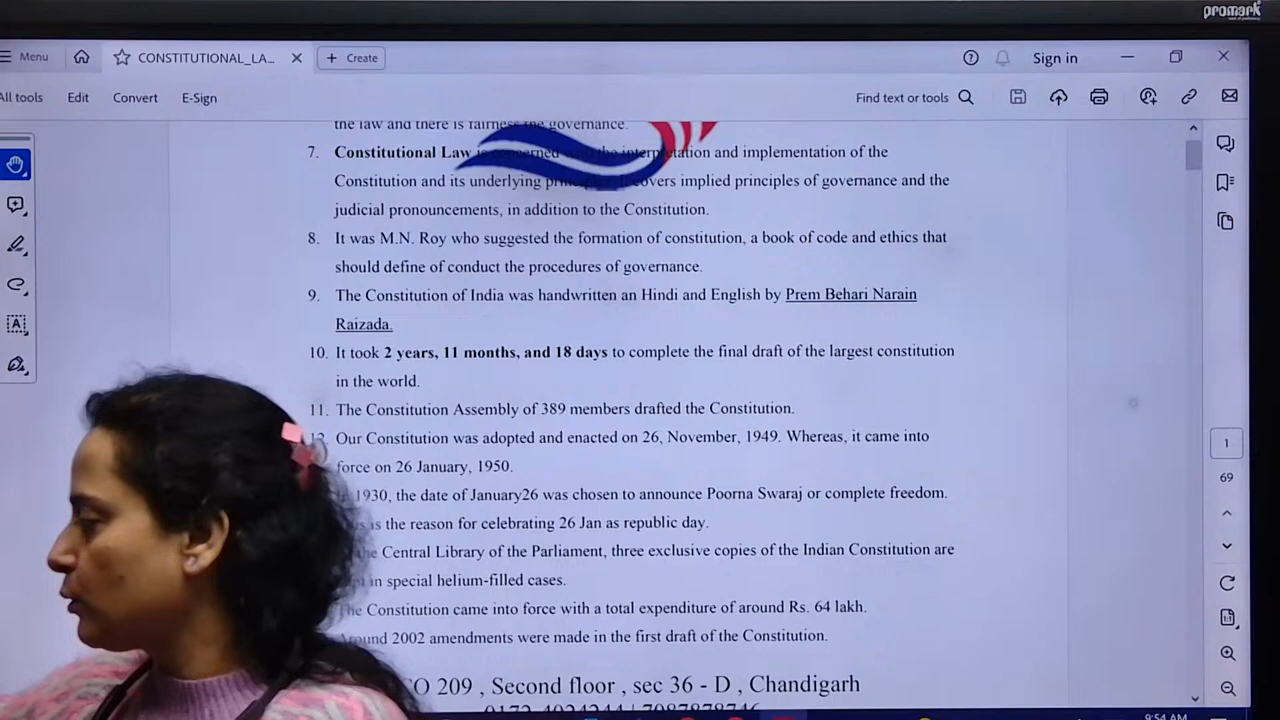 promark
Menu
CONSTITUTIONAL_LA...
Create
Sign in
All tools
Edit
Convert
E-Sign
Find text or tools
the law and there is fairness the governance.
7. Constitutional Law is concerned with the interpretation and implementation of the
Constitution and its underlying covers implied principles of governance and the
judicial pronouncements, in addition to the Constitution.
8. It was M.N. Roy who suggested the formation of constitution, a book of code and ethics that
should define of conduct the procedures of governance.
9. The Constitution of India was handwritten an Hindi and English by Prem Behari Narain
Raizada.
10. It took 2 years, 11 months, and 18 days to complete the final draft of the largest constitution
in the world.
11. The Constitution Assembly of 389 members drafted the Constitution.
Our Constitution was adopted and enacted on 26, November, 1949. Whereas, it came into
force on 26 January, 1950.
1930, the date of January26 was chosen to announce Poorna Swaraj or complete freedom.
is the reason for celebrating 26 Jan as republic day.
the Central Library of the Parliament, three exclusive copies of the Indian Constitution are
in special helium-filled cases.
The Constitution came into force with a total expenditure of around Rs. 64 lakh.
Around 2002 amendments were made in the first draft of the Constitution.
209 , Second floor , sec 36 - D , Chandigarh
1
69
9:54 AM